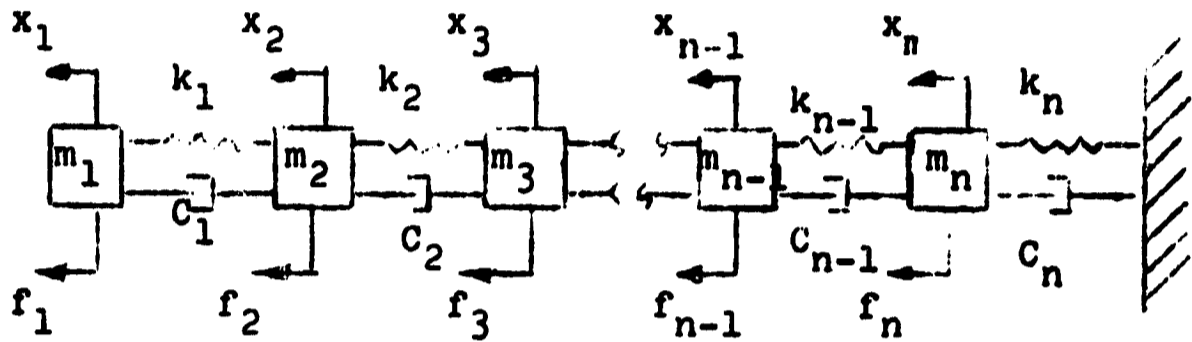 x₁ x₂ x₃ xₙ₋₁ xₙ
k₁ k₂ kₙ₋₁ kₙ
m₁ m₂ m₃ mₙ₋₁ mₙ
C₁ C₂ Cₙ₋₁ Cₙ
f₁ f₂ f₃ fₙ₋₁ fₙ